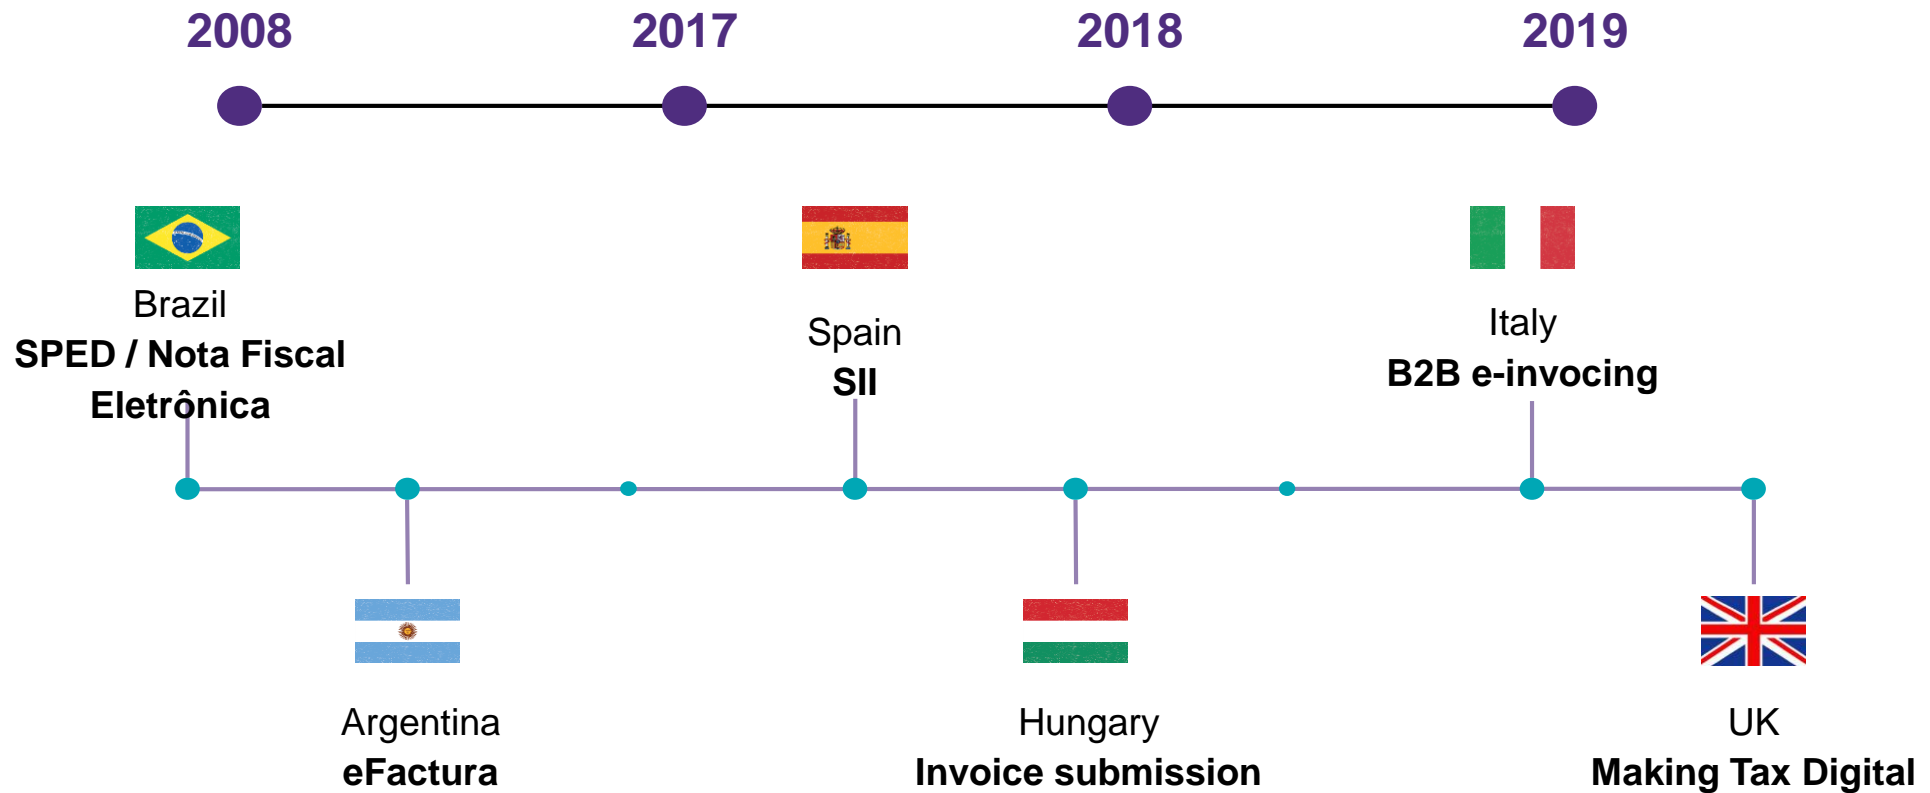 2008
2017
2018
2019
Brazil
SPED / Nota Fiscal
Eletrônica
Spain
SII
Italy
B2B e-invocing
Argentina
eFactura
Hungary
Invoice submission
UK
Making Tax Digital